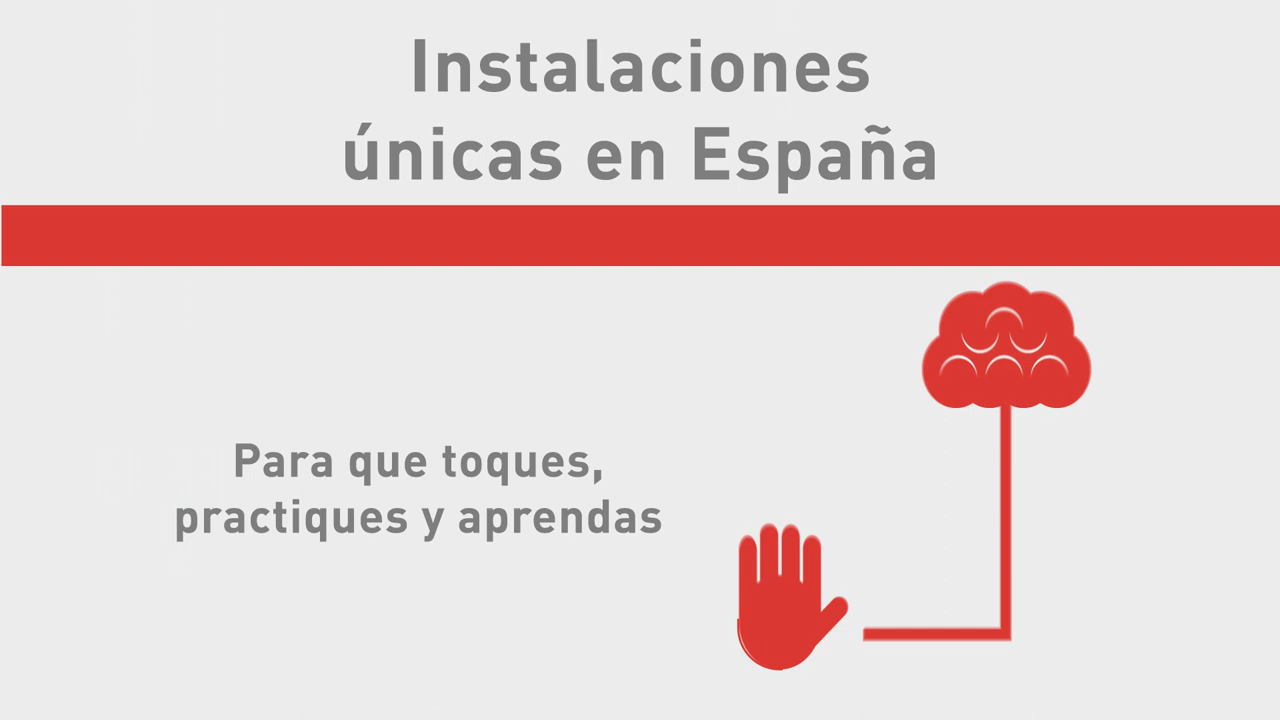 Instalaciones
únicas en España
Para que toques,
practiques y aprendas